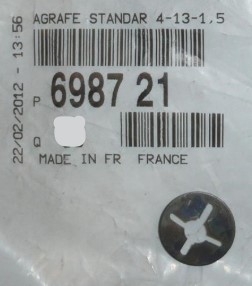 AGRAFE STANDAR 4-13-1,5
P 6987 21
Q
MADE IN FR FRANCE
22/02/2012 - 13:56